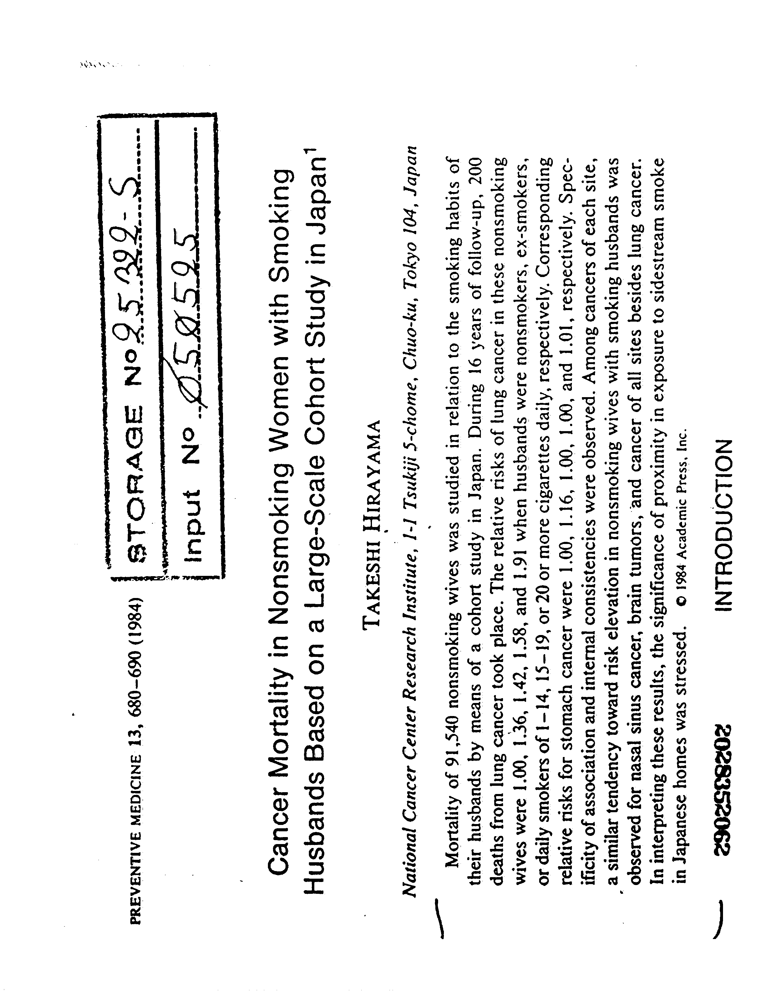 PREVENTIVE MEDICINE 13, 680–690 (1984)
STORAGE Nº 25392-S
Input Nº 050595
Cancer Mortality in Nonsmoking Women with Smoking
Husbands Based on a Large-Scale Cohort Study in Japan¹
TAKESHI HIRAYAMA
National Cancer Center Research Institute, 1-1 Tsukiji 5-chome, Chuo-ku, Tokyo 104, Japan
Mortality of 91,540 nonsmoking wives was studied in relation to the smoking habits of
their husbands by means of a cohort study in Japan. During 16 years of follow-up, 200
deaths from lung cancer took place. The relative risks of lung cancer in these nonsmoking
wives were 1.00, 1.36, 1.42, 1.58, and 1.91 when husbands were nonsmokers, ex-smokers,
or daily smokers of 1–14, 15–19, or 20 or more cigarettes daily, respectively. Corresponding
relative risks for stomach cancer were 1.00, 1.16, 1.00, 1.00, and 1.01, respectively. Spec-
ificity of association and internal consistencies were observed. Among cancers of each site,
a similar tendency toward risk elevation in nonsmoking wives with smoking husbands was
observed for nasal sinus cancer, brain tumors, and cancer of all sites besides lung cancer.
In interpreting these results, the significance of proximity in exposure to sidestream smoke
in Japanese homes was stressed. © 1984 Academic Press, Inc.
INTRODUCTION
2028352062